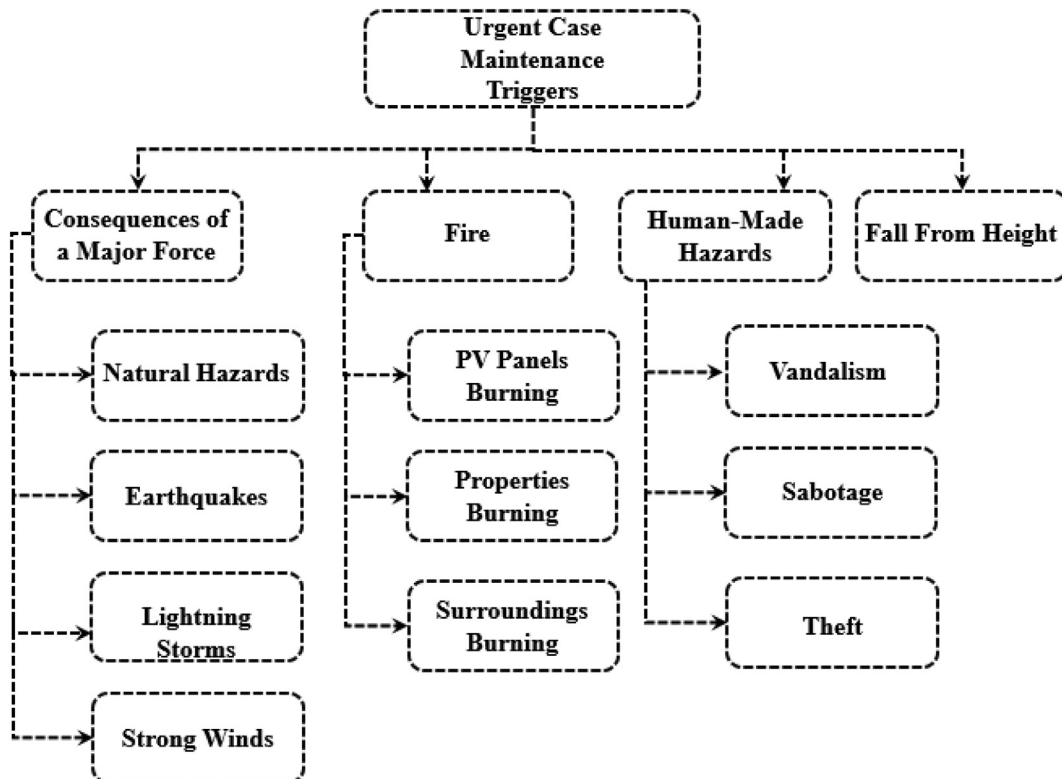 Urgent Case
Maintenance
Triggers
Consequences of
a Major Force
Fire
Human-Made
Hazards
Fall From Height
Natural Hazards
PV Panels
Burning
Vandalism
Earthquakes
Properties
Burning
Sabotage
Lightning
Storms
Surroundings
Burning
Theft
Strong Winds